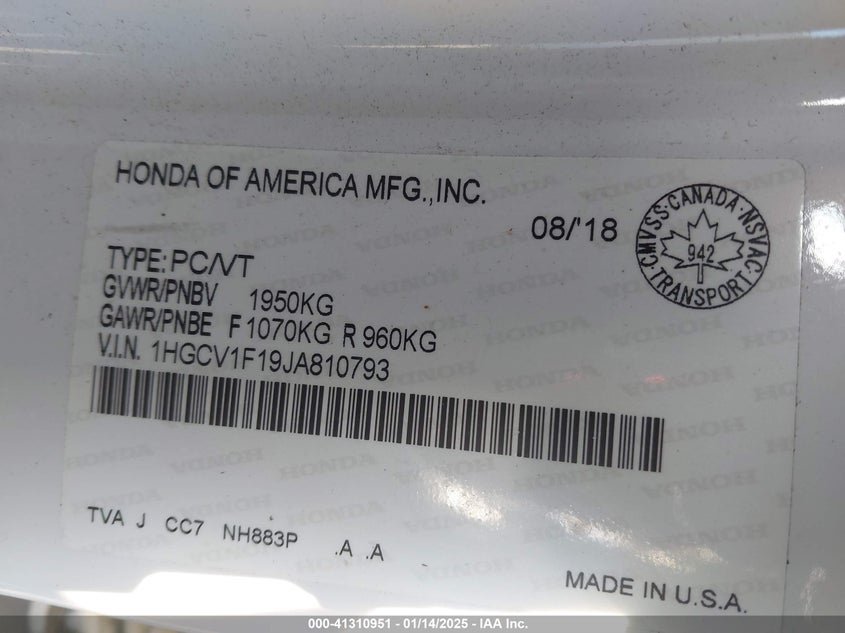 HONDA OF AMERICA MFG.,INC.
08/'18
CMVSS·CANADA·NSVAC·TRANSPORT·
942
TYPE: PC/VT
GVWR/PNBV 1950KG
GAWR/PNBE F 1070KG R 960KG
V.I.N. 1HGCV1F19JA810793
TVA J CC7 NH883P .A .A
MADE IN U.S.A.
000-41310951 - 01/14/2025 - IAA Inc.